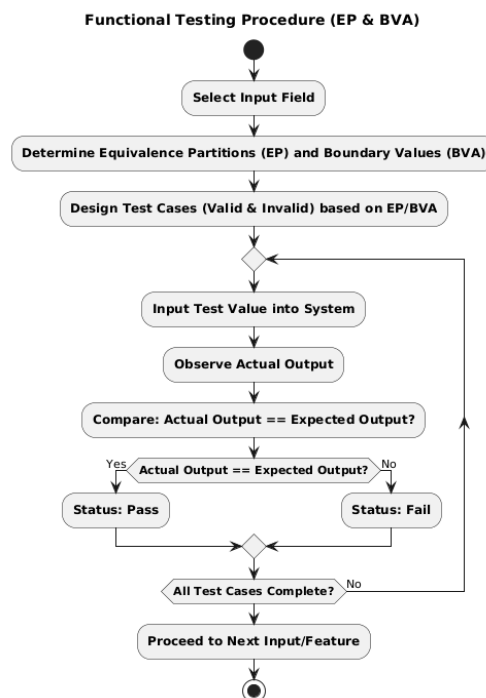 Functional Testing Procedure (EP & BVA)
Select Input Field
Determine Equivalence Partitions (EP) and Boundary Values (BVA)
Design Test Cases (Valid & Invalid) based on EP/BVA
Input Test Value into System
Observe Actual Output
Compare: Actual Output == Expected Output?
Yes
Actual Output == Expected Output?
No
Status: Pass
Status: Fail
All Test Cases Complete?
No
Proceed to Next Input/Feature